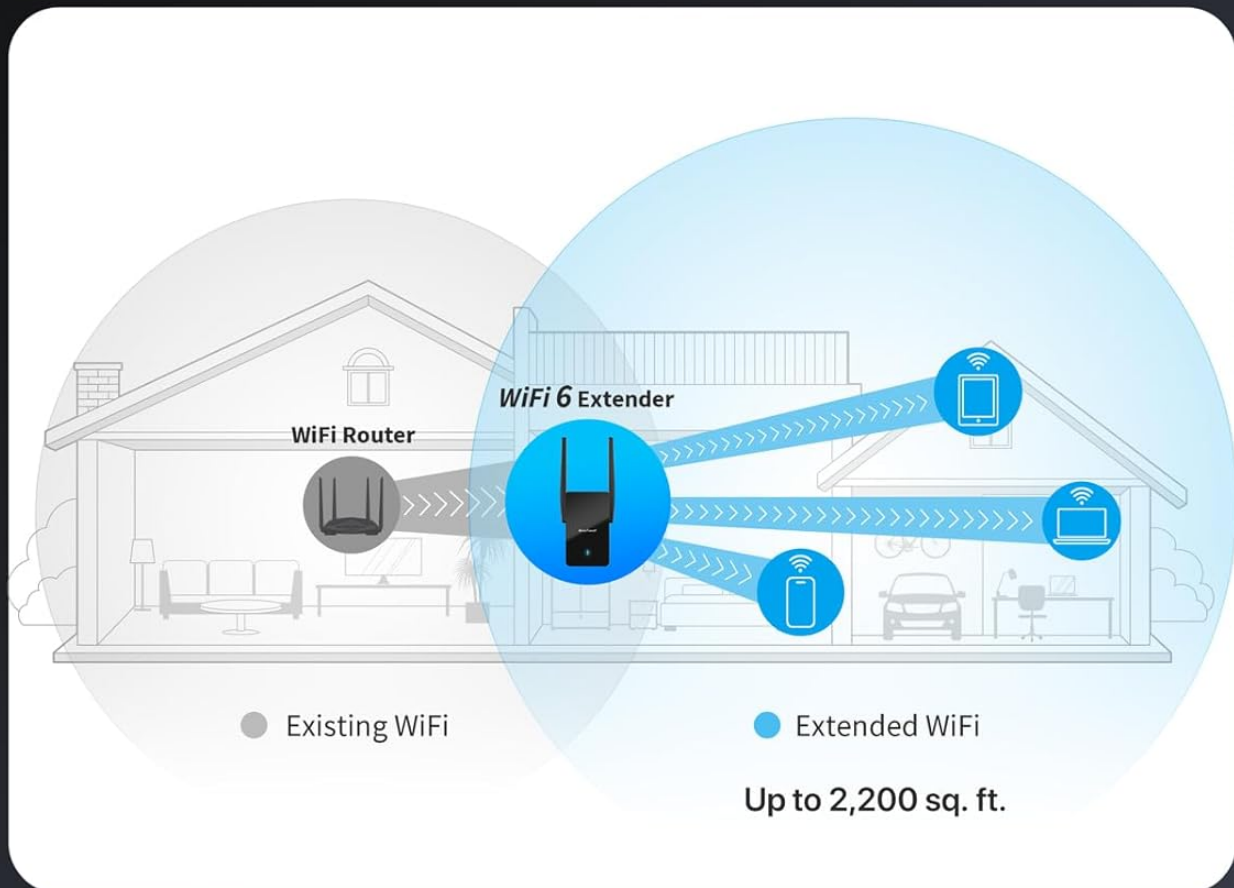 WiFi 6 Extender
WiFi Router
Existing WiFi
Extended WiFi
Up to 2,200 sq. ft.